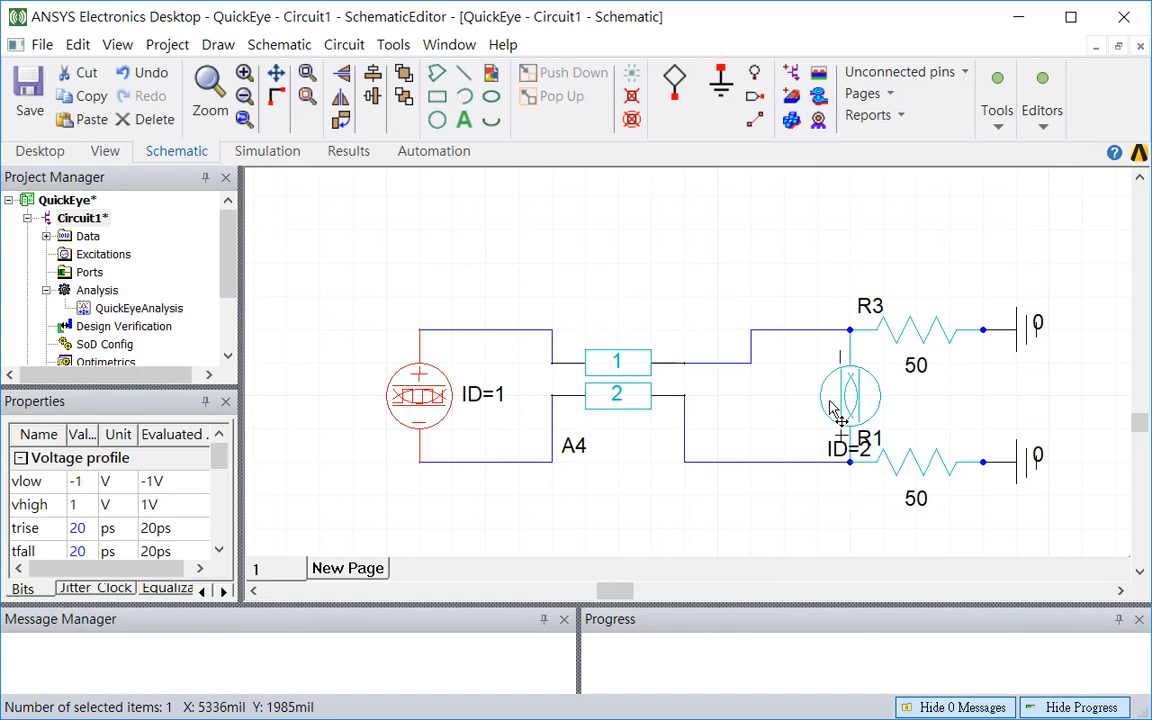 ANSYS Electronics Desktop - QuickEye - Circuit1 - SchematicEditor - [QuickEye - Circuit1 - Schematic]
File Edit View Project Draw Schematic Circuit Tools Window Help
Save
Cut
Copy
Paste
Undo
Redo
Delete
Zoom
Push Down
Pop Up
Unconnected pins
Pages
Reports
Tools
Editors
Desktop View Schematic Simulation Results Automation
Project Manager
QuickEye*
Circuit1*
Data
Excitations
Ports
Analysis
QuickEyeAnalysis
Design Verification
SoD Config
Optimetrics
Properties
Name Val... Unit Evaluated .
Voltage profile
vlow -1 V -1V
vhigh 1 V 1V
trise 20 ps 20ps
tfall 20 ps 20ps
Bits Jitter Clock Equaliza
R3
0
1
50
ID=1
2
R1
A4
ID=2
0
50
1 New Page
Message Manager
Progress
Number of selected items: 1 X: 5336mil Y: 1985mil
Hide 0 Messages
Hide Progress